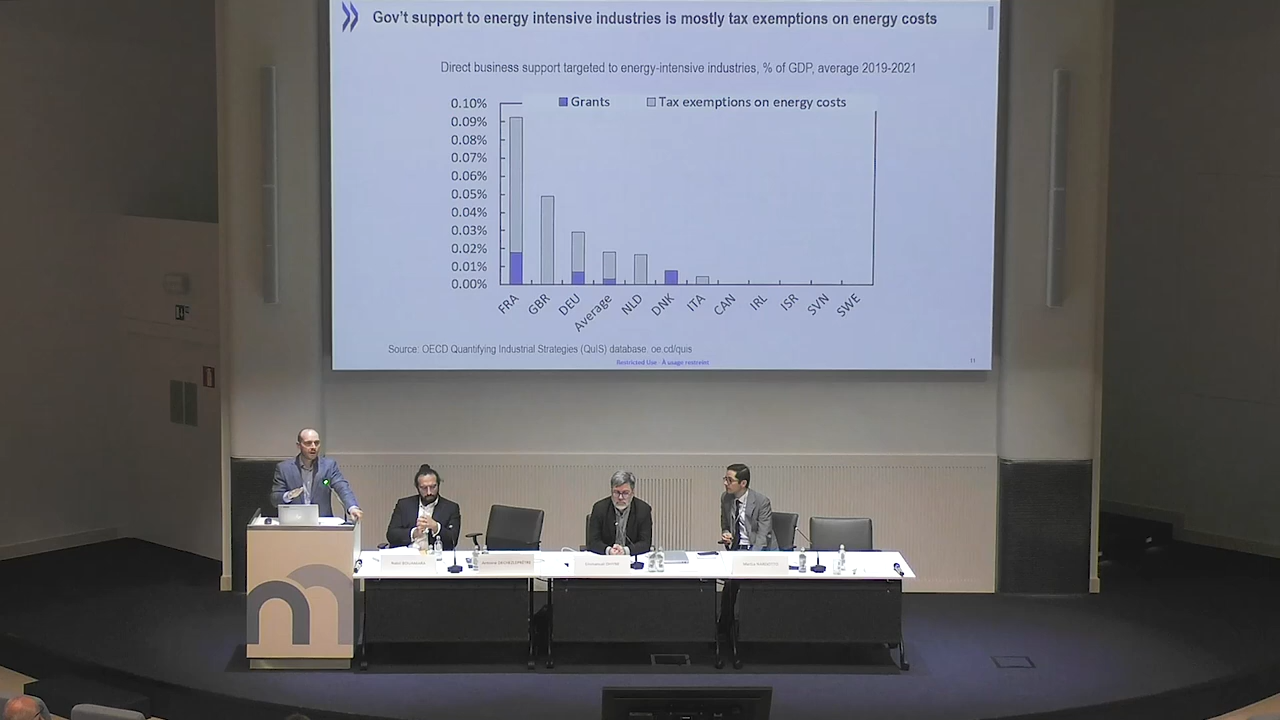 Gov't support to energy intensive industries is mostly tax exemptions on energy costs
Direct business support targeted to energy-intensive industries, % of GDP, average 2019-2021
Grants
Tax exemptions on energy costs
0.10%
0.09%
0.08%
0.07%
0.06%
0.05%
0.04%
0.03%
0.02%
0.01%
0.00%
FRA
GBR
DEU
Average
NLD
DNK
ITA
CAN
IRL
ISR
SVN
SWE
Source: OECD Quantifying Industrial Strategies (QuIS) database. oe.cd/quis
Restricted Use - À usage restreint
11